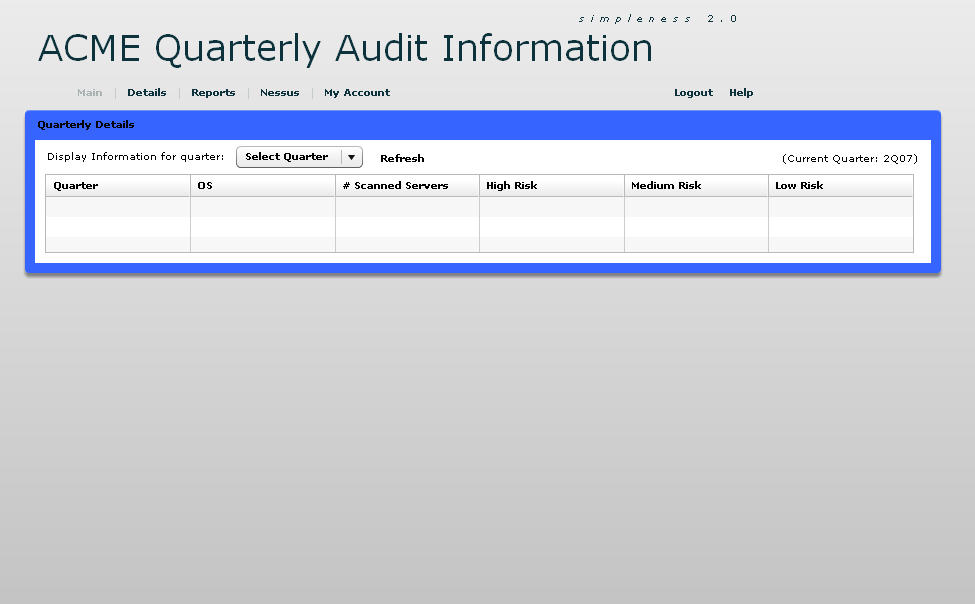 simpleness 2.0
ACME Quarterly Audit Information
Main Details Reports Nessus My Account Logout Help
Quarterly Details
Display Information for quarter: Select Quarter Refresh (Current Quarter: 2Q07)
Quarter OS # Scanned Servers High Risk Medium Risk Low Risk